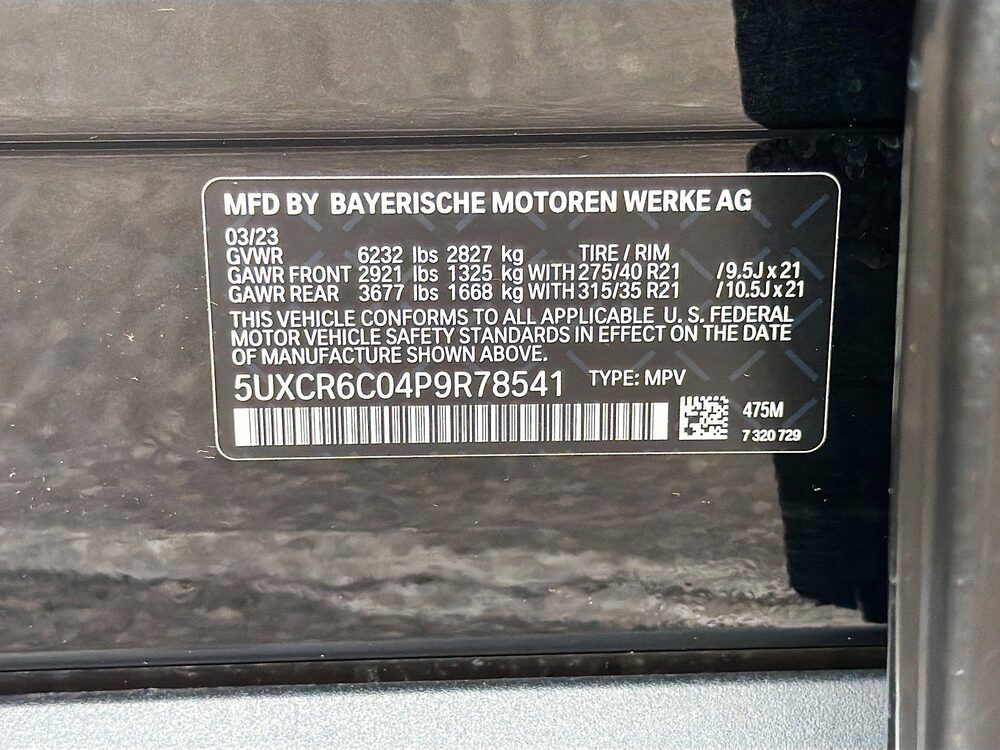 MFD BY BAYERISCHE MOTOREN WERKE AG
03/23
GVWR 6232 lbs 2827 kg TIRE / RIM
GAWR FRONT 2921 lbs 1325 kg WITH 275/40 R21 / 9.5J x 21
GAWR REAR 3677 lbs 1668 kg WITH 315/35 R21 / 10.5J x 21
THIS VEHICLE CONFORMS TO ALL APPLICABLE U. S. FEDERAL
MOTOR VEHICLE SAFETY STANDARDS IN EFFECT ON THE DATE
OF MANUFACTURE SHOWN ABOVE.
5UXCR6C04P9R78541 TYPE: MPV
475M
7 320 729